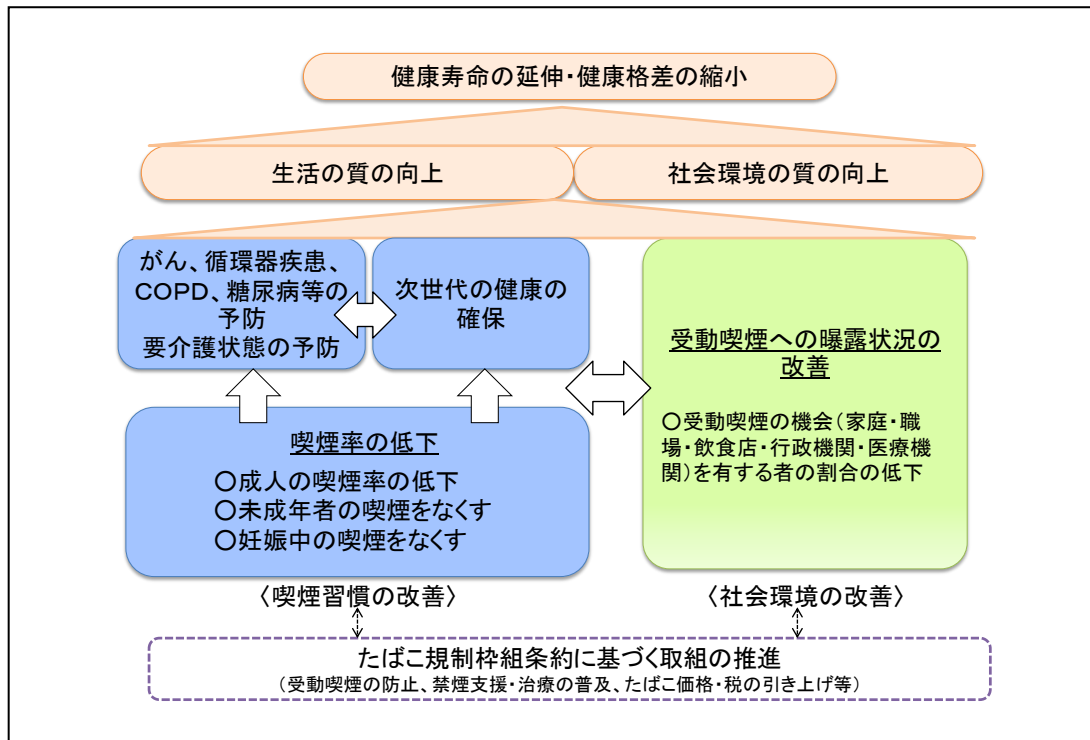 健康寿命の延伸・健康格差の縮小
生活の質の向上
社会環境の質の向上
がん、循環器疾患、
COPD、糖尿病等の
予防
要介護状態の予防
次世代の健康の
確保
喫煙率の低下
○成人の喫煙率の低下
○未成年者の喫煙をなくす
○妊娠中の喫煙をなくす
受動喫煙への曝露状況の
改善
○受動喫煙の機会(家庭・職
場・飲食店・行政機関・医療機
関)を有する者の割合の低下
〈喫煙習慣の改善〉
〈社会環境の改善〉
たばこ規制枠組条約に基づく取組の推進
(受動喫煙の防止、禁煙支援・治療の普及、たばこ価格・税の引き上げ等)